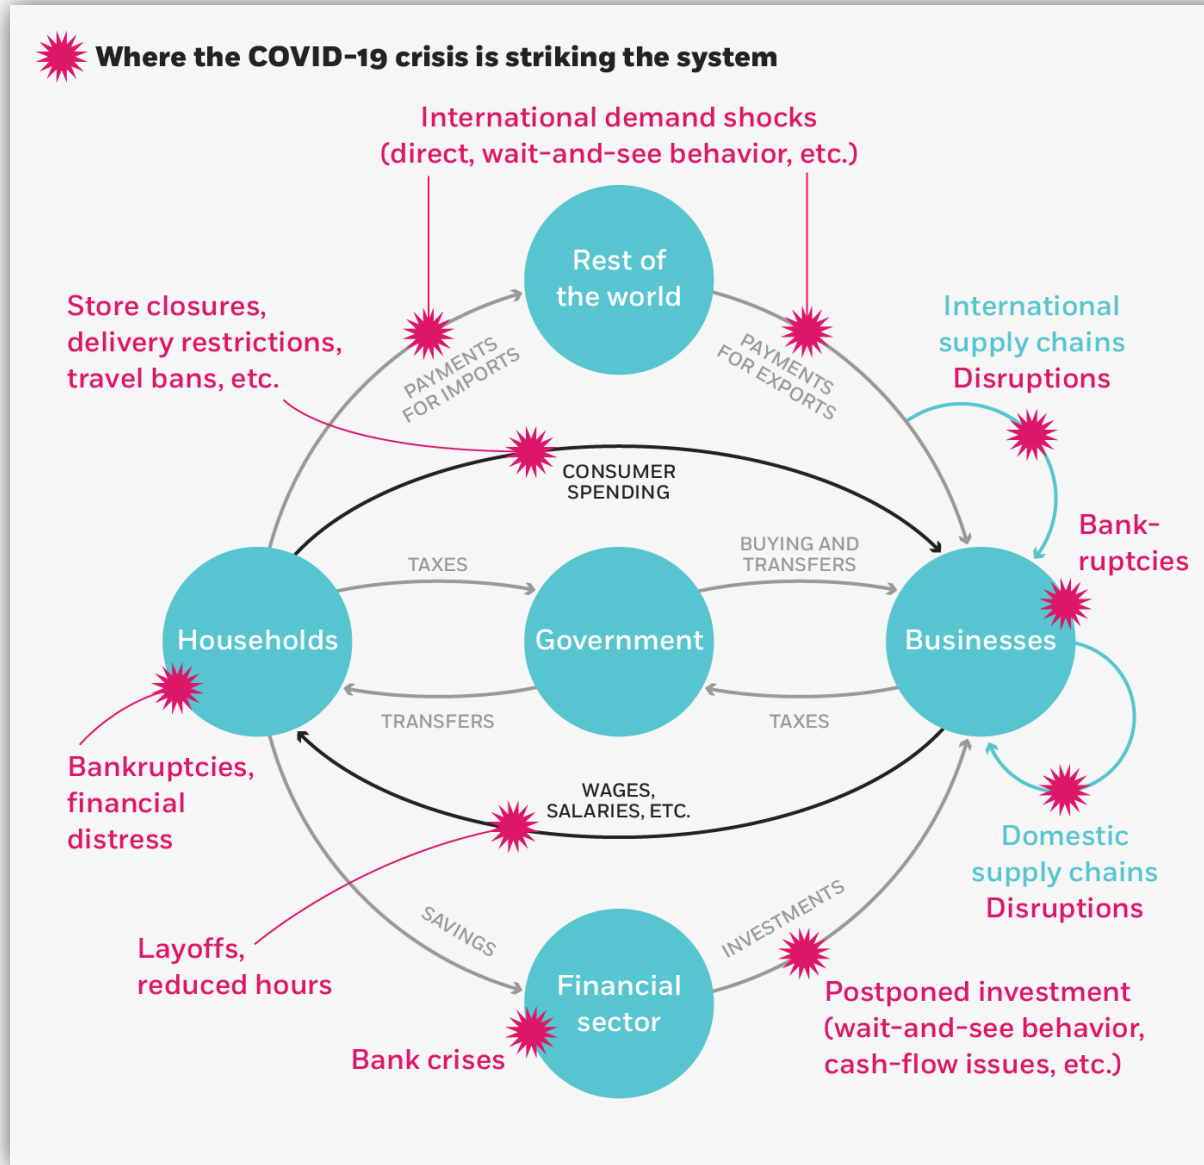 Where the COVID-19 crisis is striking the system
International demand shocks
(direct, wait-and-see behavior, etc.)
Rest of
the world
Store closures,
delivery restrictions,
travel bans, etc.
International
supply chains
Disruptions
PAYMENTS
FOR IMPORTS
PAYMENTS
FOR EXPORTS
CONSUMER
SPENDING
Bank-
ruptcies
TAXES
BUYING AND
TRANSFERS
Households
Government
Businesses
TRANSFERS
TAXES
Bankruptcies,
financial
distress
WAGES,
SALARIES, ETC.
Domestic
supply chains
Disruptions
Layoffs,
reduced hours
SAVINGS
INVESTMENTS
Financial
sector
Bank crises
Postponed investment
(wait-and-see behavior,
cash-flow issues, etc.)